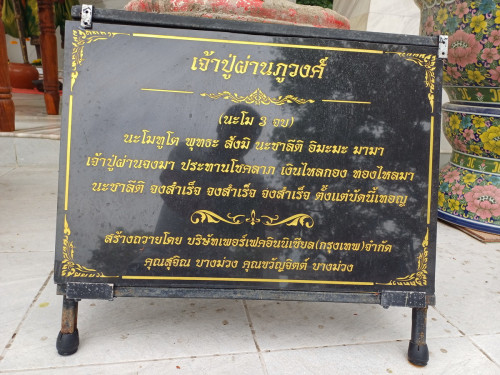 เจ้าปู่ผ่านภูวงค์
(นะโม 3 จบ)
นะโมทูโต พุทธะ สังมิ นะชาลีติ อิมะมะ มามา
เจ้าปู่ผ่านจงมา ประทานโชคลาภ เงินไหลกอง ทองไหลมา
นะชาลีติ จงสำเร็จ จงสำเร็จ จงสำเร็จ ตั้งแต่บัดนี้เทอญ
สร้างถวายโดย บริษัทเพอร์เฟคอินนิเชียล(กรุงเทพ)จำกัด
คุณสุจิณ บางม่วง คุณขวัญจิตต์ บางม่วง